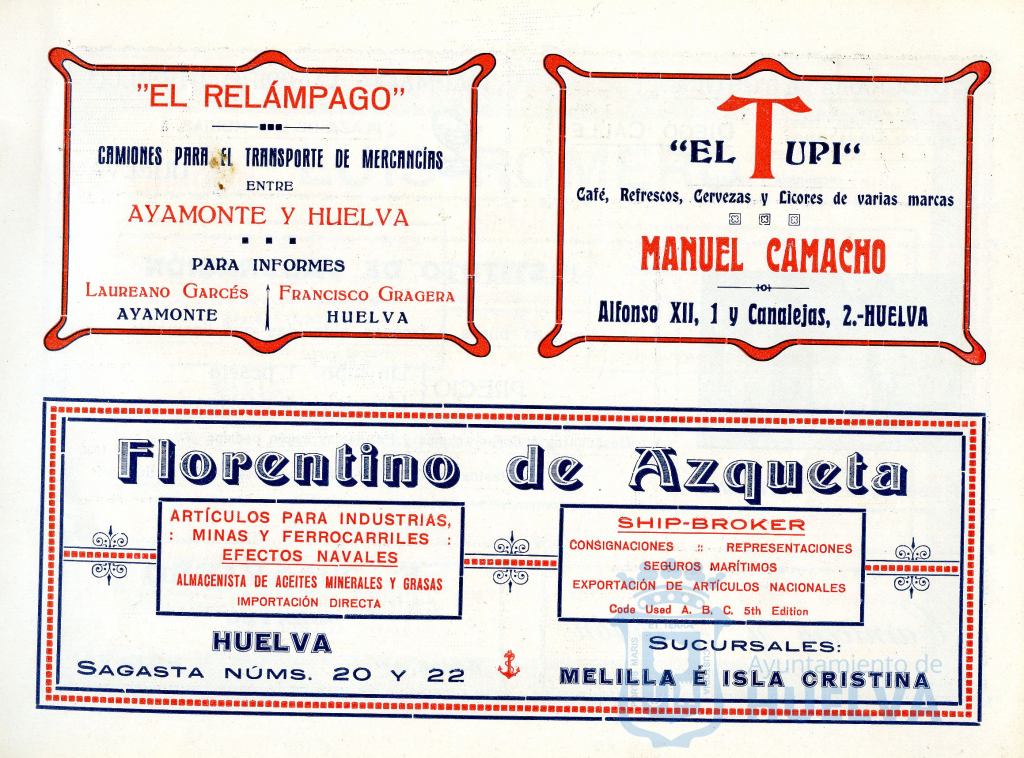 "EL RELÁMPAGO"
CAMIONES PARA EL TRANSPORTE DE MERCANCÍAS
ENTRE
AYAMONTE Y HUELVA
PARA INFORMES
LAUREANO GARCÉS
AYAMONTE
FRANCISCO GRAGERA
HUELVA
"EL TUPI"
Café, Refrescos, Cervezas y Licores de varias marcas
MANUEL CAMACHO
Alfonso XII, 1 y Canalejas, 2.-HUELVA
Florentino de Azqueta
ARTÍCULOS PARA INDUSTRIAS,
: MINAS Y FERROCARRILES :
EFECTOS NAVALES
ALMACENISTA DE ACEITES MINERALES Y GRASAS
IMPORTACIÓN DIRECTA
HUELVA
SAGASTA NÚMS. 20 Y 22
SHIP-BROKER
CONSIGNACIONES :: REPRESENTACIONES
SEGUROS MARÍTIMOS
EXPORTACIÓN DE ARTÍCULOS NACIONALES
Code Used A. B. C. 5th Edition
SUCURSALES:
MELILLA É ISLA CRISTINA
Ayuntamiento de
HUELVA